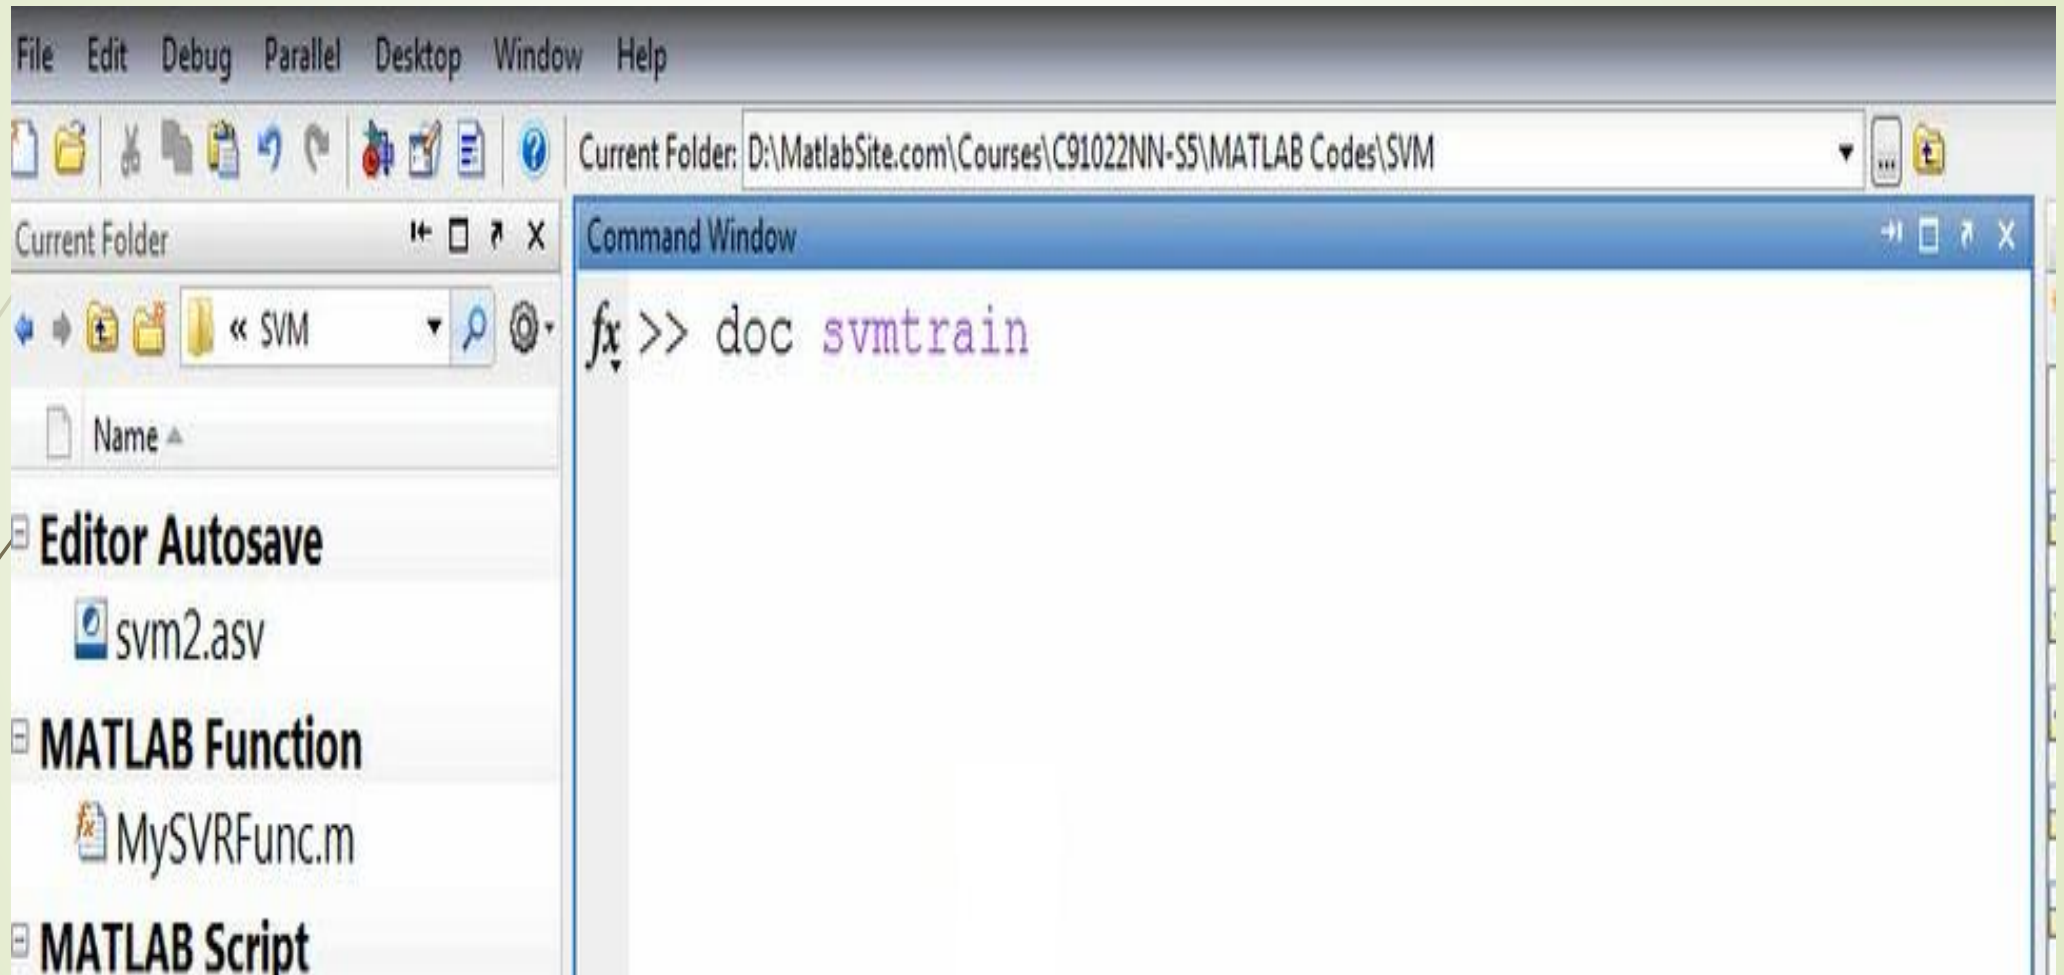 File Edit Debug Parallel Desktop Window Help
Current Folder: D:\MatlabSite.com\Courses\C91022NN-S5\MATLAB Codes\SVM ...
Current Folder
« SVM
Name
Editor Autosave
svm2.asv
MATLAB Function
MySVRFunc.m
MATLAB Script
Command Window
fx >> doc svmtrain